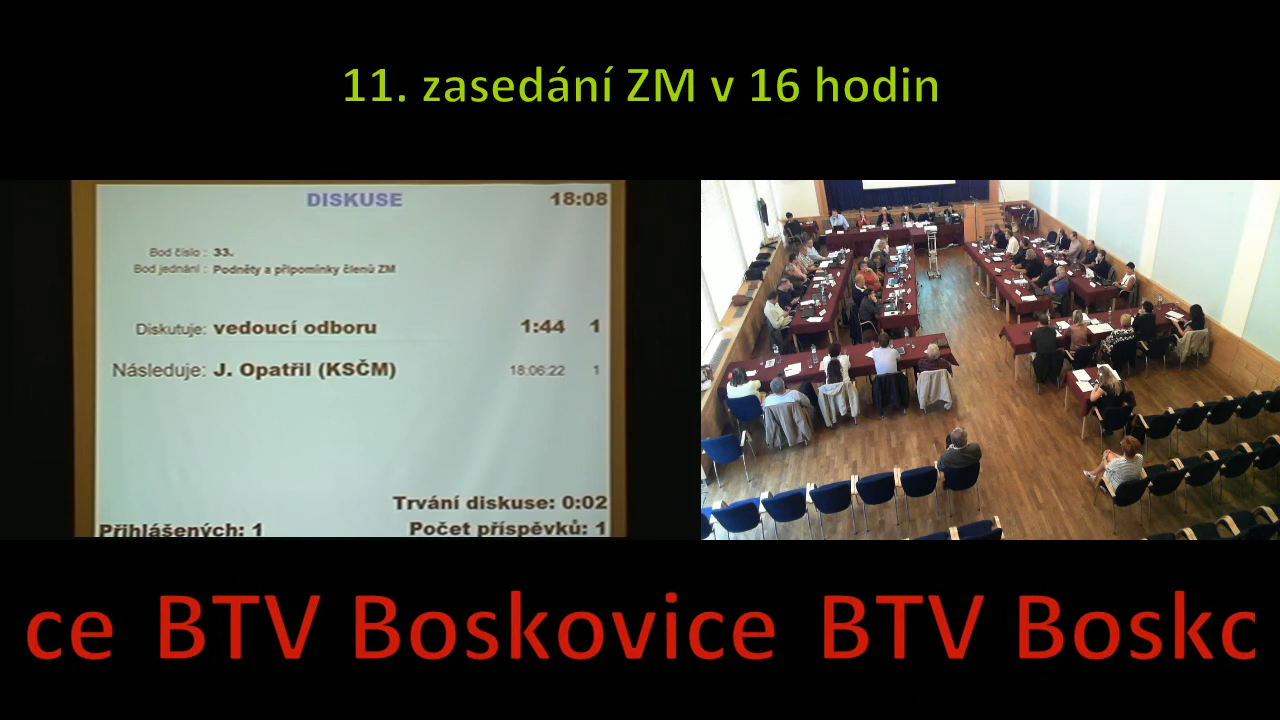 11. zasedání ZM v 16 hodin
DISKUSE 18:08
Bod číslo : 33.
Bod jednání : Podněty a připomínky členů ZM
Diskutuje: vedoucí odboru 1:44 1
Následuje: J. Opatřil (KSČM) 18:06:22 1
Trvání diskuse: 0:02
Přihlášených: 1 Počet příspěvků: 1
ce BTV Boskovice BTV Boskc